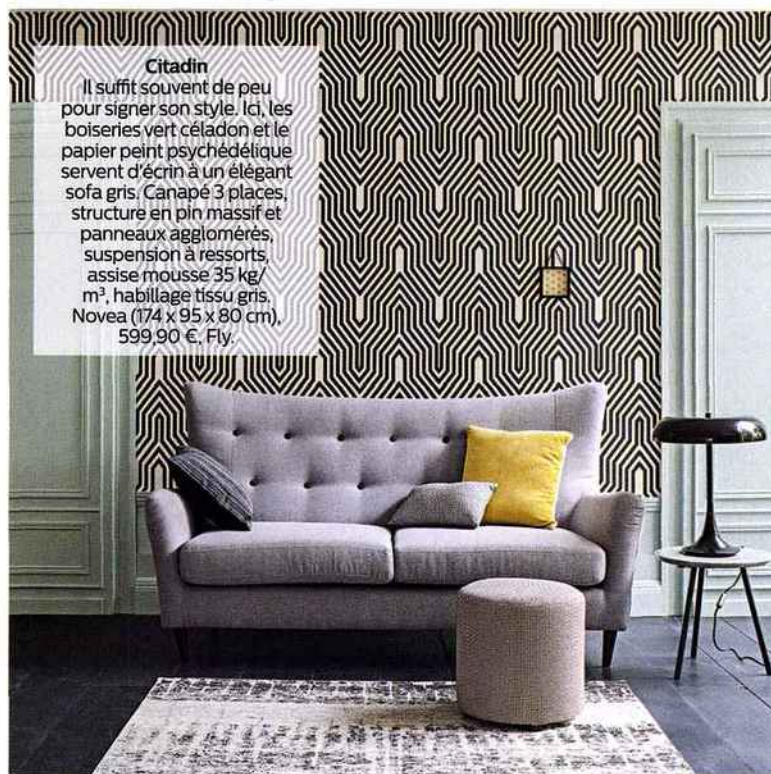 Citadin
Il suffit souvent de peu
pour signer son style. Ici, les
boiseries vert céladon et le
papier peint psychédélique
servent d'écrin à un élégant
sofa gris. Canapé 3 places,
structure en pin massif et
panneaux agglomérés,
suspension à ressorts,
assise mousse 35 kg/
m³, habillage tissu gris.
Novea (174 x 95 x 80 cm),
599,90 €, Fly.